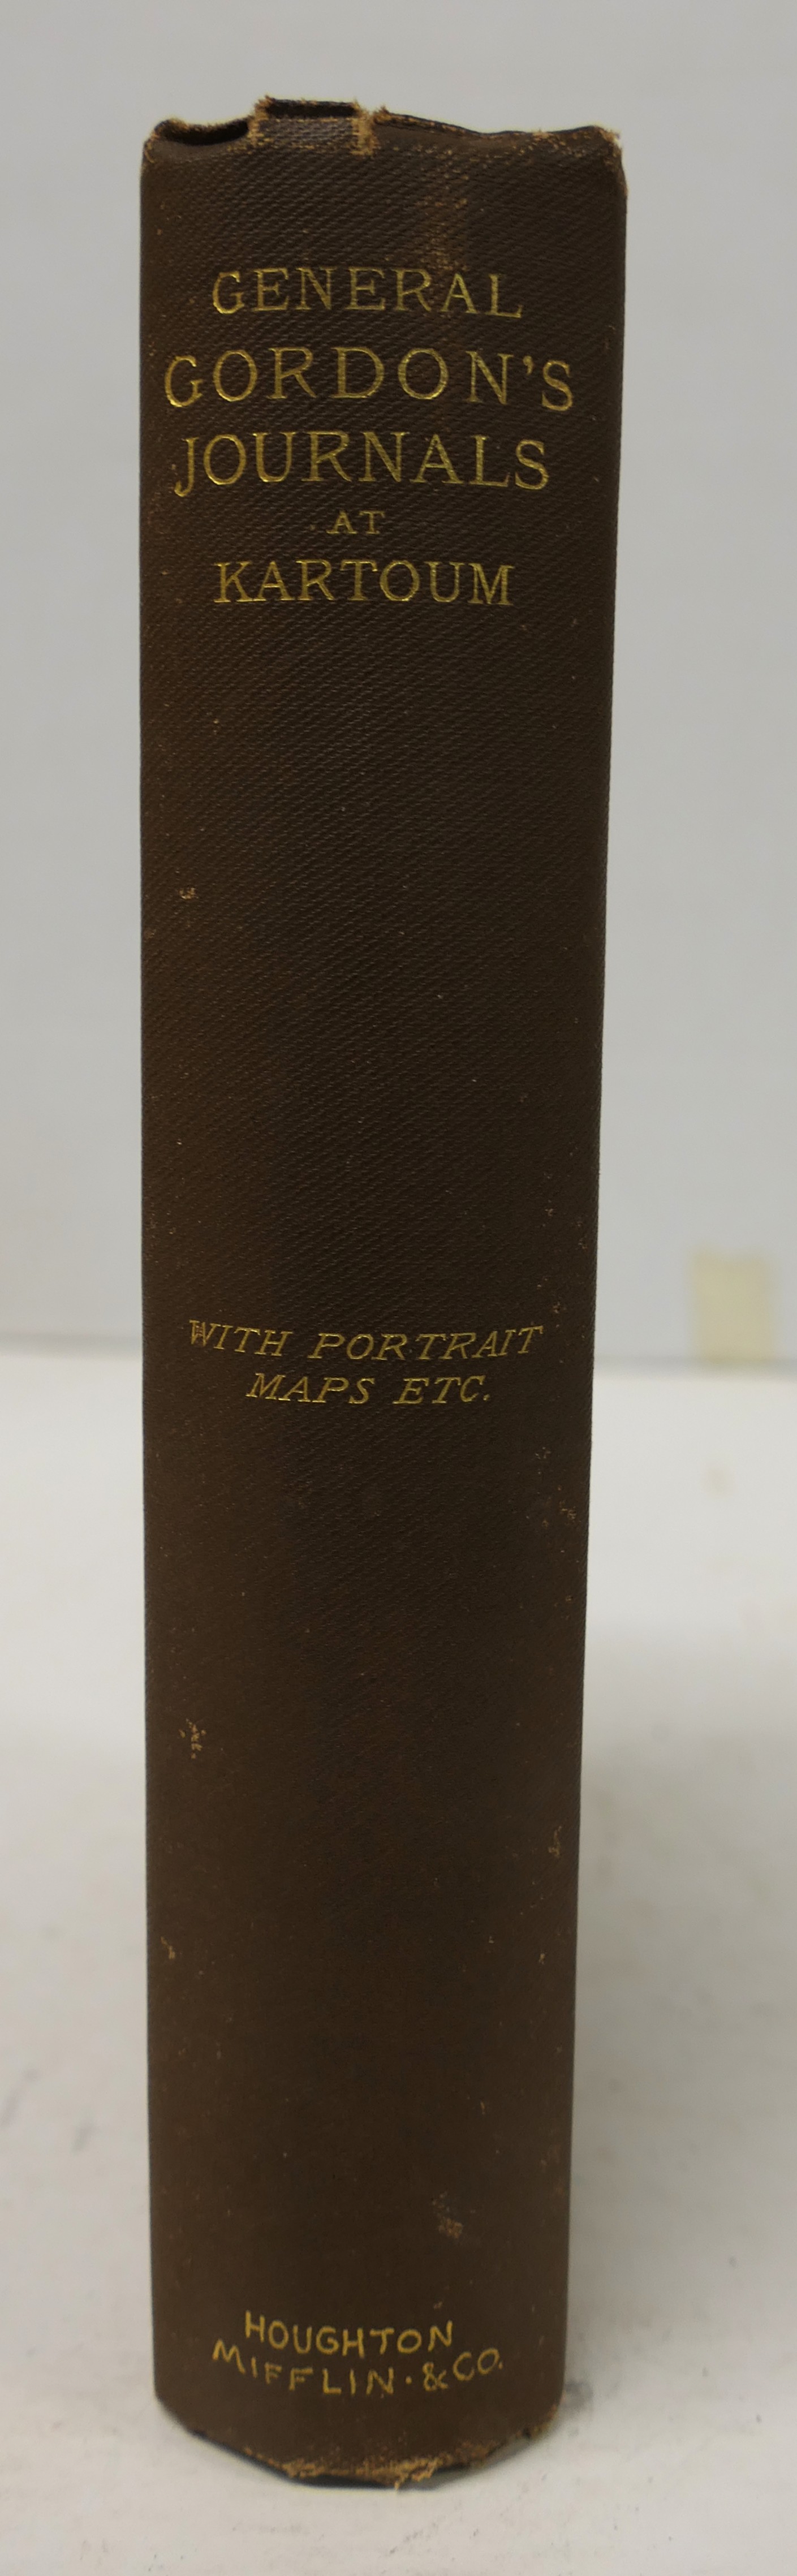 GENERAL
GORDON'S
JOURNALS
AT
KARTOUM
WITH PORTRAIT
MAPS ETC.
HOUGHTON
MIFFLIN · & CO.